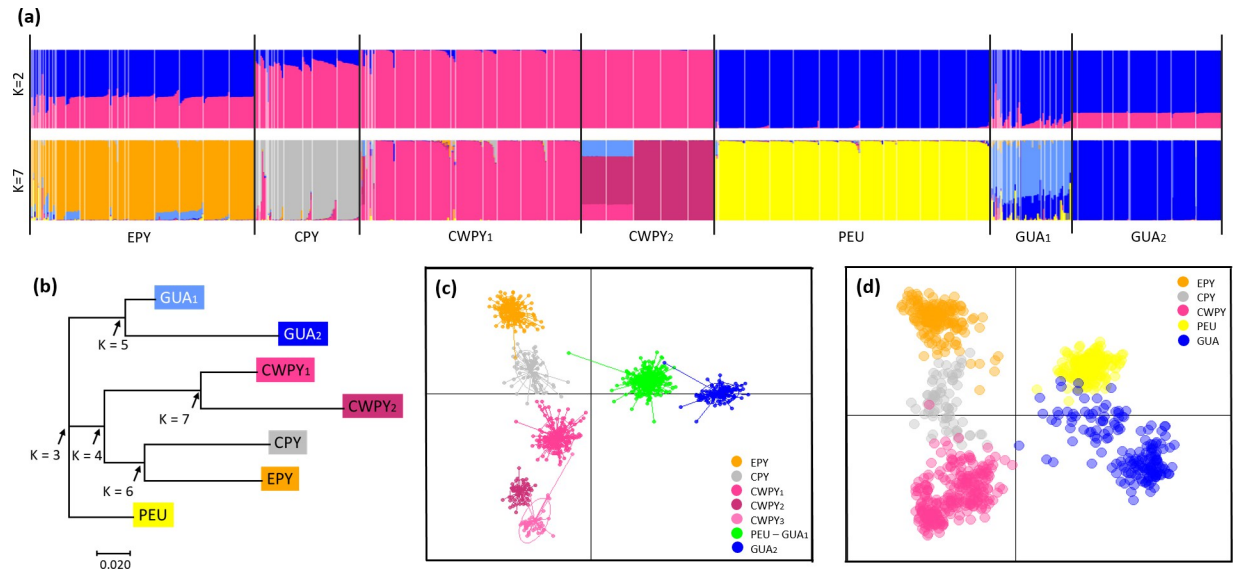 (a)
K=2
K=7
EPY CPY CWPY₁ CWPY₂ PEU GUA₁ GUA₂
(b)
GUA₁
K = 5
GUA₂
CWPY₁
K = 7
CWPY₂
K = 3
K = 4
CPY
K = 6
EPY
PEU
0.020
(c)
EPY
CPY
CWPY₁
CWPY₂
CWPY₃
PEU – GUA₁
GUA₂
(d)
EPY
CPY
CWPY
PEU
GUA